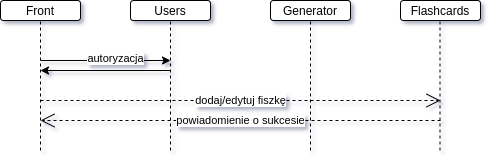 Front
Users
Generator
Flashcards
autoryzacja
dodaj/edytuj fiszkę
powiadomienie o sukcesie